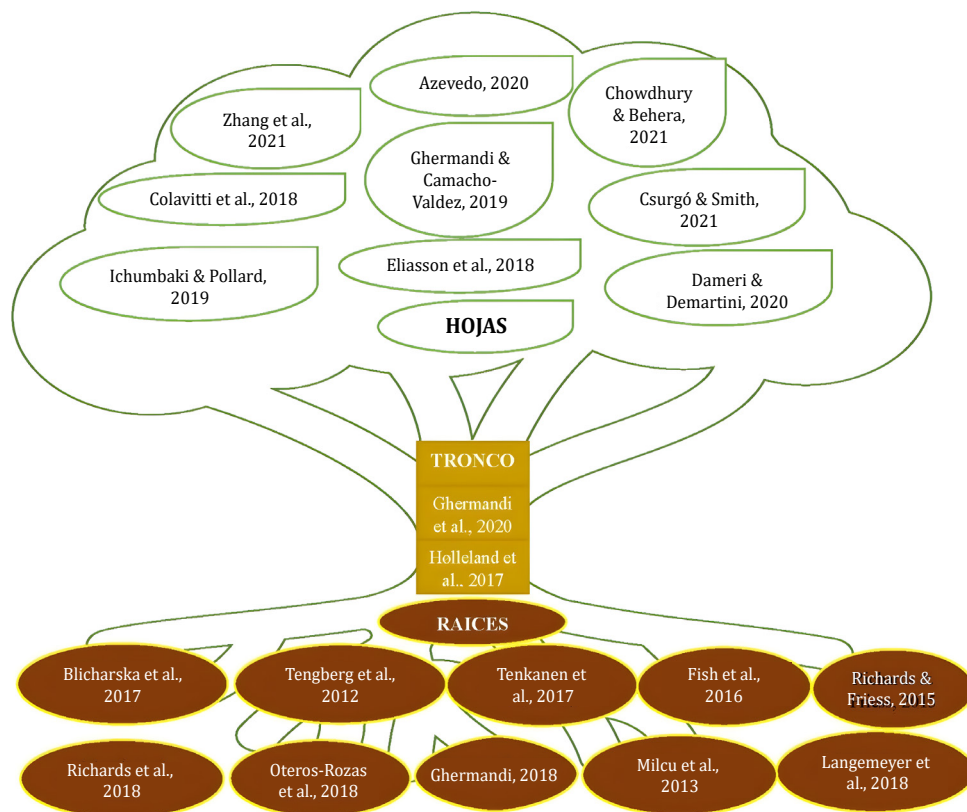 Azevedo, 2020
Chowdhury
& Behera,
2021
Zhang et al.,
2021
Ghermandi &
Camacho-
Valdez, 2019
Colavitti et al., 2018
Csurgó & Smith,
2021
Ichumbaki & Pollard,
2019
Eliasson et al., 2018
Dameri &
Demartini, 2020
HOJAS
TRONCO
Ghermandi
et al., 2020
Hølleland et
al., 2017
RAICES
Blicharska et al.,
2017
Tengberg et al.,
2012
Tenkanen et
al., 2017
Fish et al.,
2016
Richards &
Friess, 2015
Richards et al.,
2018
Oteros-Rozas
et al., 2018
Ghermandi, 2018
Milcu et al.,
2013
Langemeyer et
al., 2018